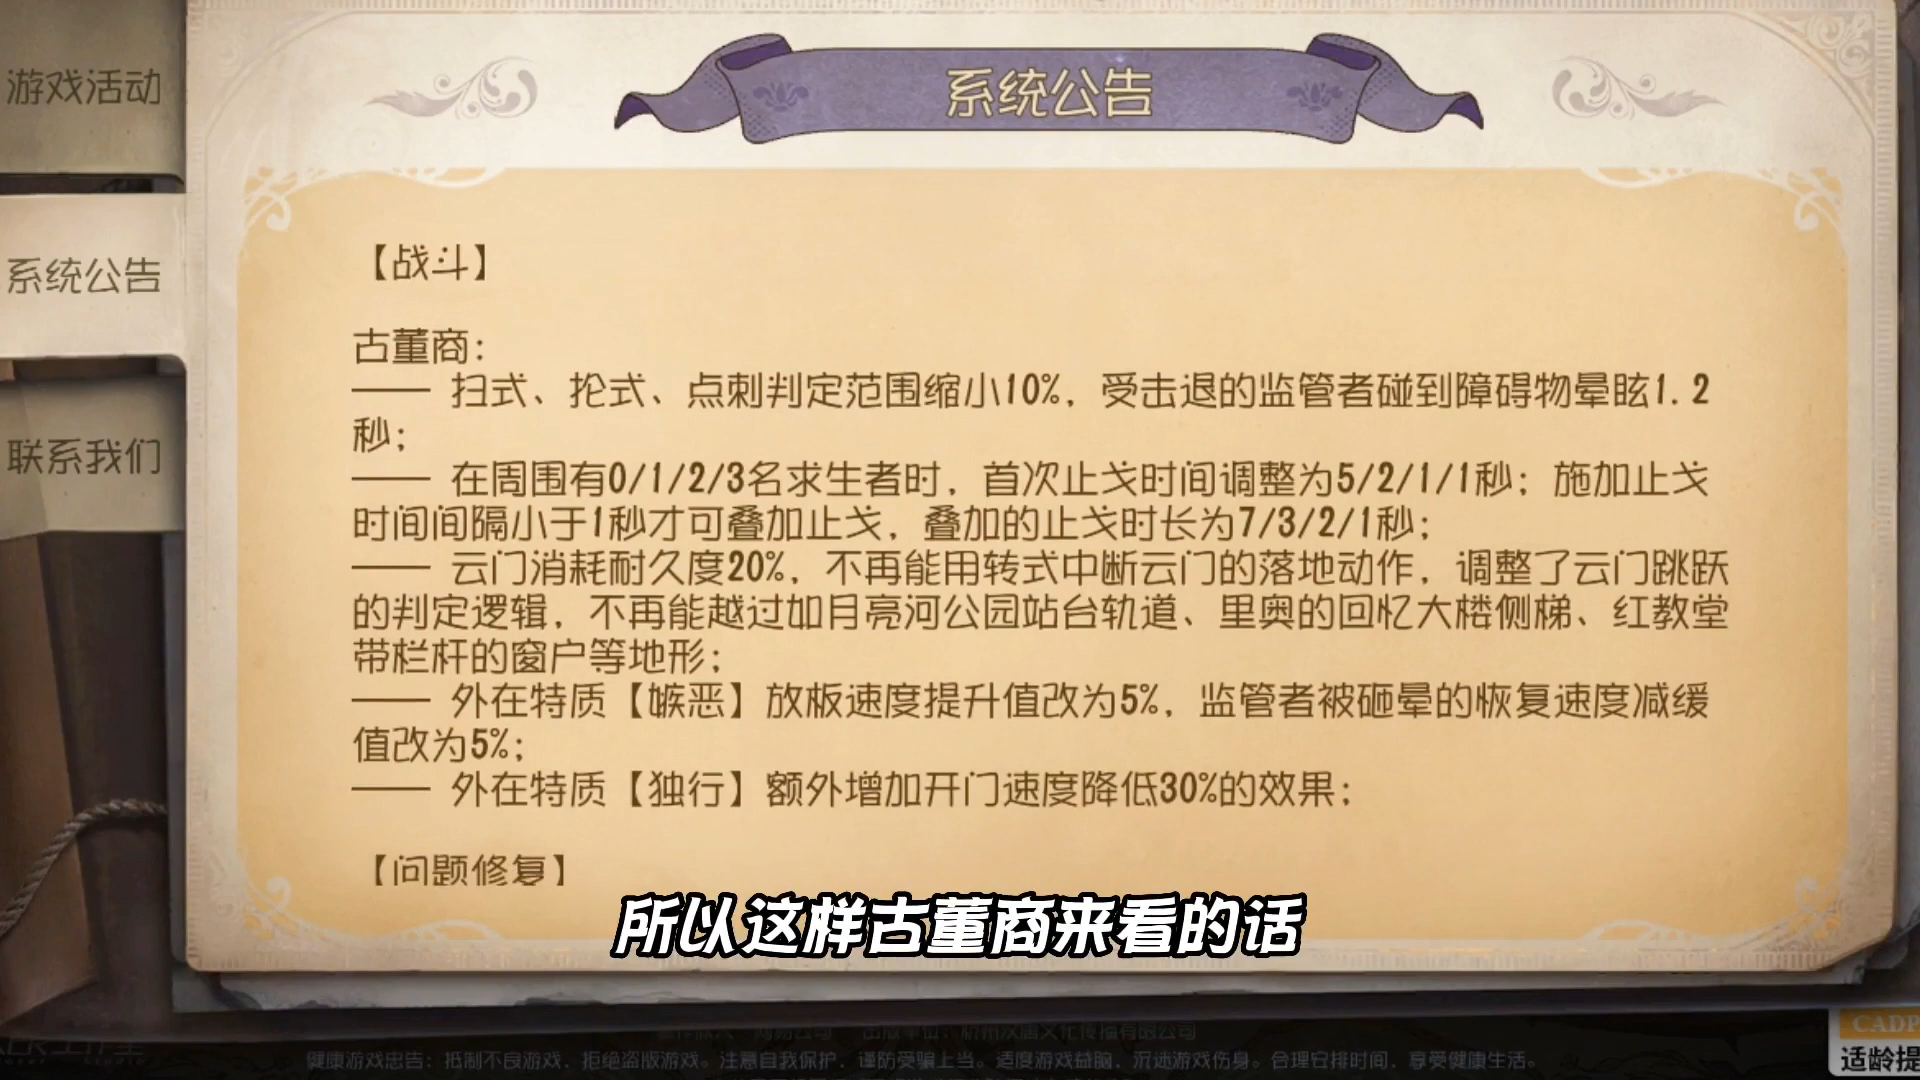 游戏活动
系统公告
联系我们
系统公告
【战斗】
古董商：
—— 扫式、抡式、点刺判定范围缩小10%，受击退的监管者碰到障碍物晕眩1.2
秒；
—— 在周围有0/1/2/3名求生者时，首次止戈时间调整为5/2/1/1秒；施加止戈
时间间隔小于1秒才可叠加止戈，叠加的止戈时长为7/3/2/1秒；
—— 云门消耗耐久度20%，不再能用转式中断云门的落地动作，调整了云门跳跃
的判定逻辑，不再能越过如月亮河公园站台轨道、里奥的回忆大楼侧梯、红教堂
带栏杆的窗户等地形；
—— 外在特质【嫉恶】放板速度提升值改为5%，监管者被砸晕的恢复速度减缓
值改为5%；
—— 外在特质【独行】额外增加开门速度降低30%的效果；
【问题修复】
所以这样古董商来看的话
健康游戏忠告：抵制不良游戏，拒绝盗版游戏。注意自我保护，谨防受骗上当。适度游戏益脑，沉迷游戏伤身。合理安排时间，享受健康生活。
CADP
适龄提